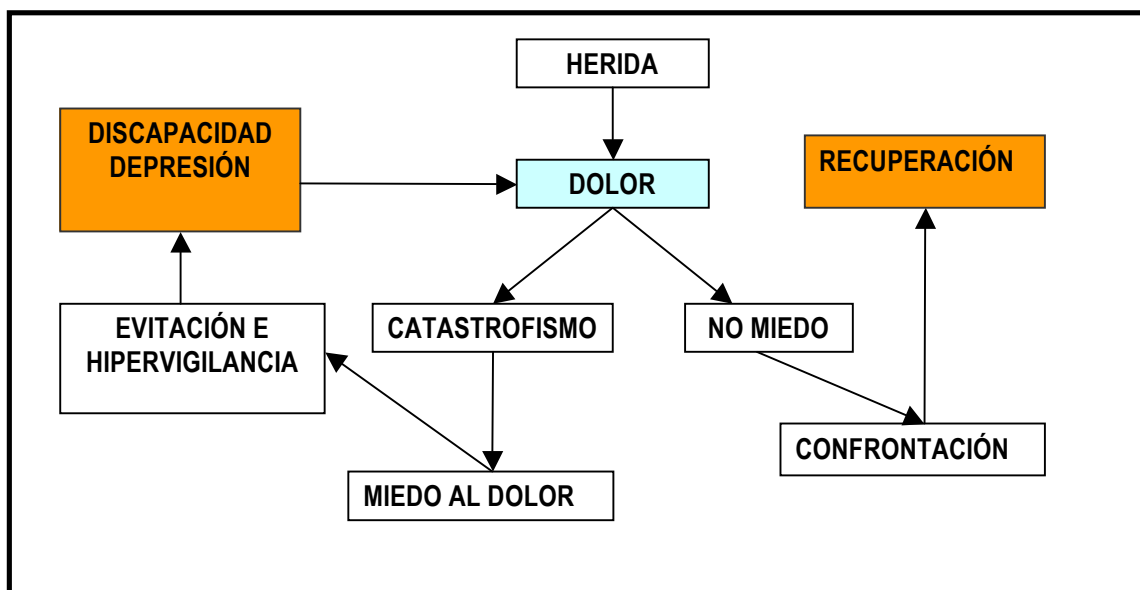 HERIDA
DISCAPACIDAD
DEPRESIÓN
DOLOR
RECUPERACIÓN
EVITACIÓN E
HIPERVIGILANCIA
CATASTROFISMO
NO MIEDO
CONFRONTACIÓN
MIEDO AL DOLOR